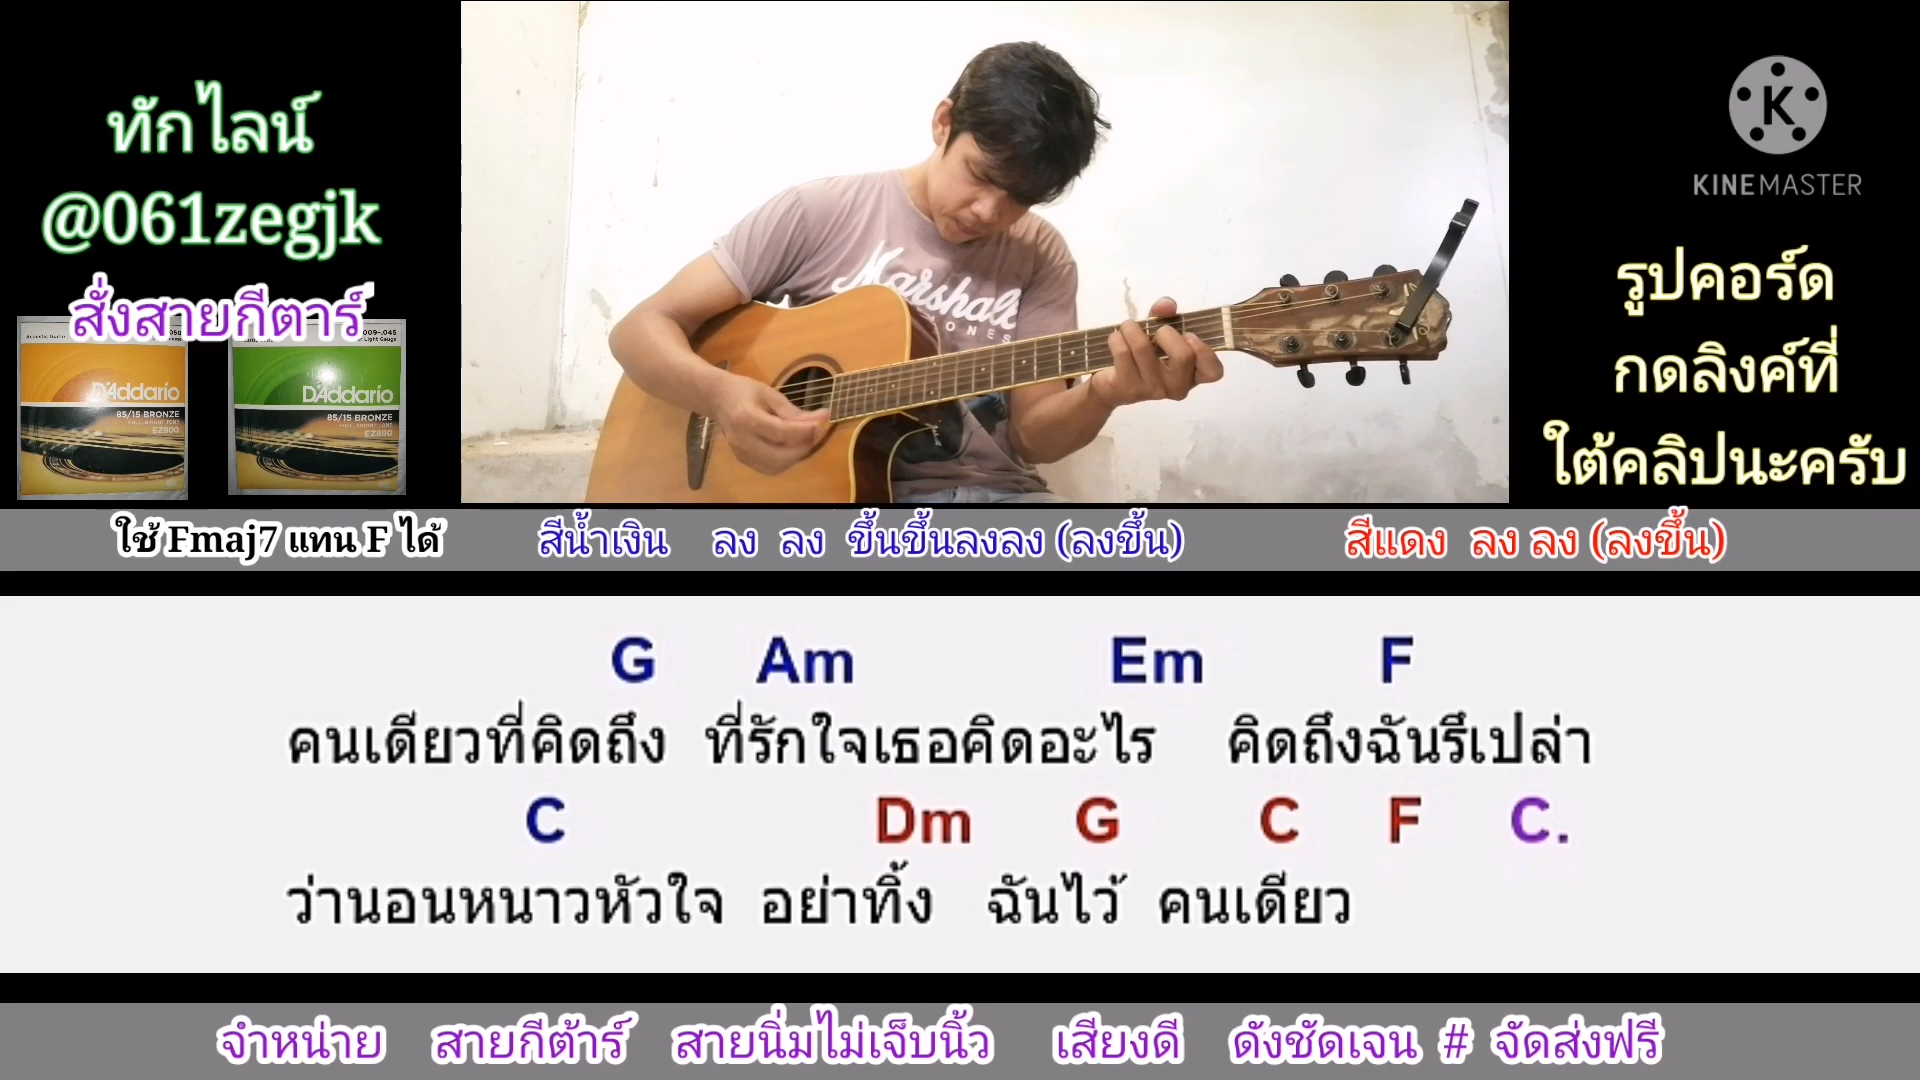 ทักไลน์
@061zegjk
สั่งสายกีตาร์
D'Addario
85/15 BRONZE
EZ900
009-.045
D'Addario
85/15 BRONZE
EZ890
Marshall
K
KINEMASTER
รูปคอร์ด
กดลิงค์ที่
ใต้คลิปนะครับ
ใช้ Fmaj7 แทน F ได้ สีน้ำเงิน ลง ลง ขึ้นขึ้นลงลง (ลงขึ้น) สีแดง ลง ลง (ลงขึ้น)
G Am Em F
คนเดียวที่คิดถึง ที่รักใจเธอคิดอะไร คิดถึงฉันรึเปล่า
C Dm G C F C.
ว่านอนหนาวหัวใจ อย่าทิ้ง ฉันไว้ คนเดียว
จำหน่าย สายกีต้าร์ สายนิ่มไม่เจ็บนิ้ว เสียงดี ดังชัดเจน # จัดส่งฟรี